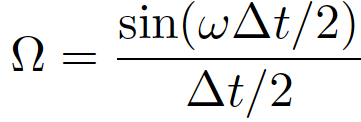 Ω = sin(ωΔt/2) / Δt/2